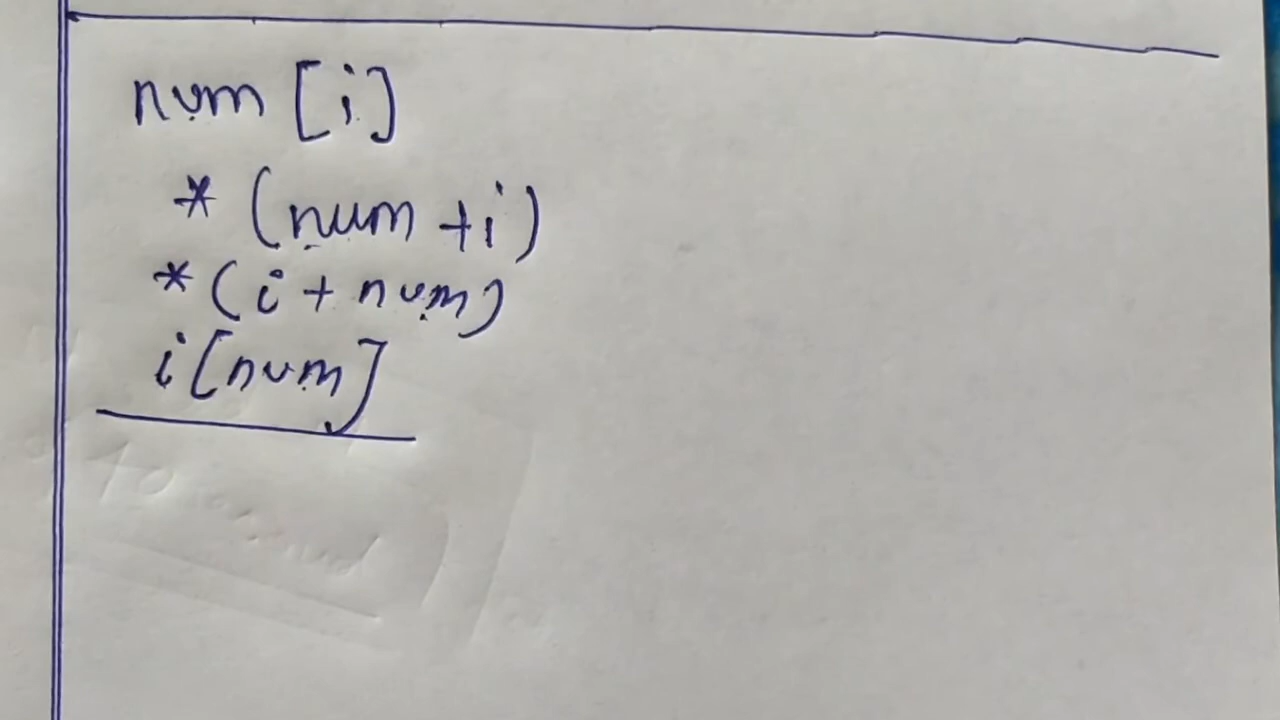 num [i]
* (num +i)
* (i + num)
i[num]